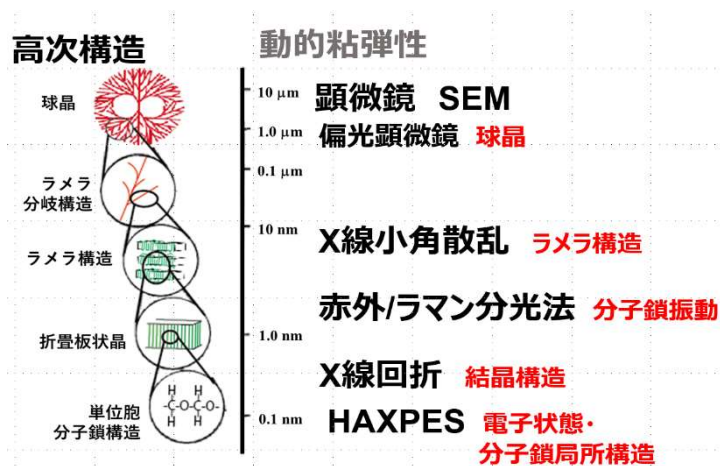 高次構造
動的粘弾性
球晶
ラメラ
分岐構造
ラメラ構造
折畳板状晶
単位胞
分子鎖構造
H H
-C-O-C-O-
H H
10 μm
1.0 μm
0.1 μm
10 nm
1.0 nm
0.1 nm
顕微鏡 SEM
偏光顕微鏡 球晶
X線小角散乱 ラメラ構造
赤外/ラマン分光法 分子鎖振動
X線回折 結晶構造
HAXPES 電子状態・
分子鎖局所構造